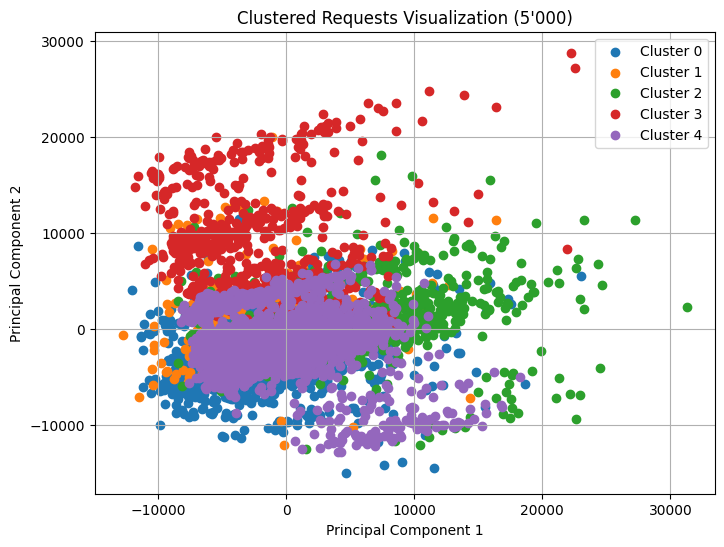 Clustered Requests Visualization (5'000)
30000
20000
10000
0
−10000
Principal Component 2
Cluster 0
Cluster 1
Cluster 2
Cluster 3
Cluster 4
−10000
0
10000
20000
30000
Principal Component 1